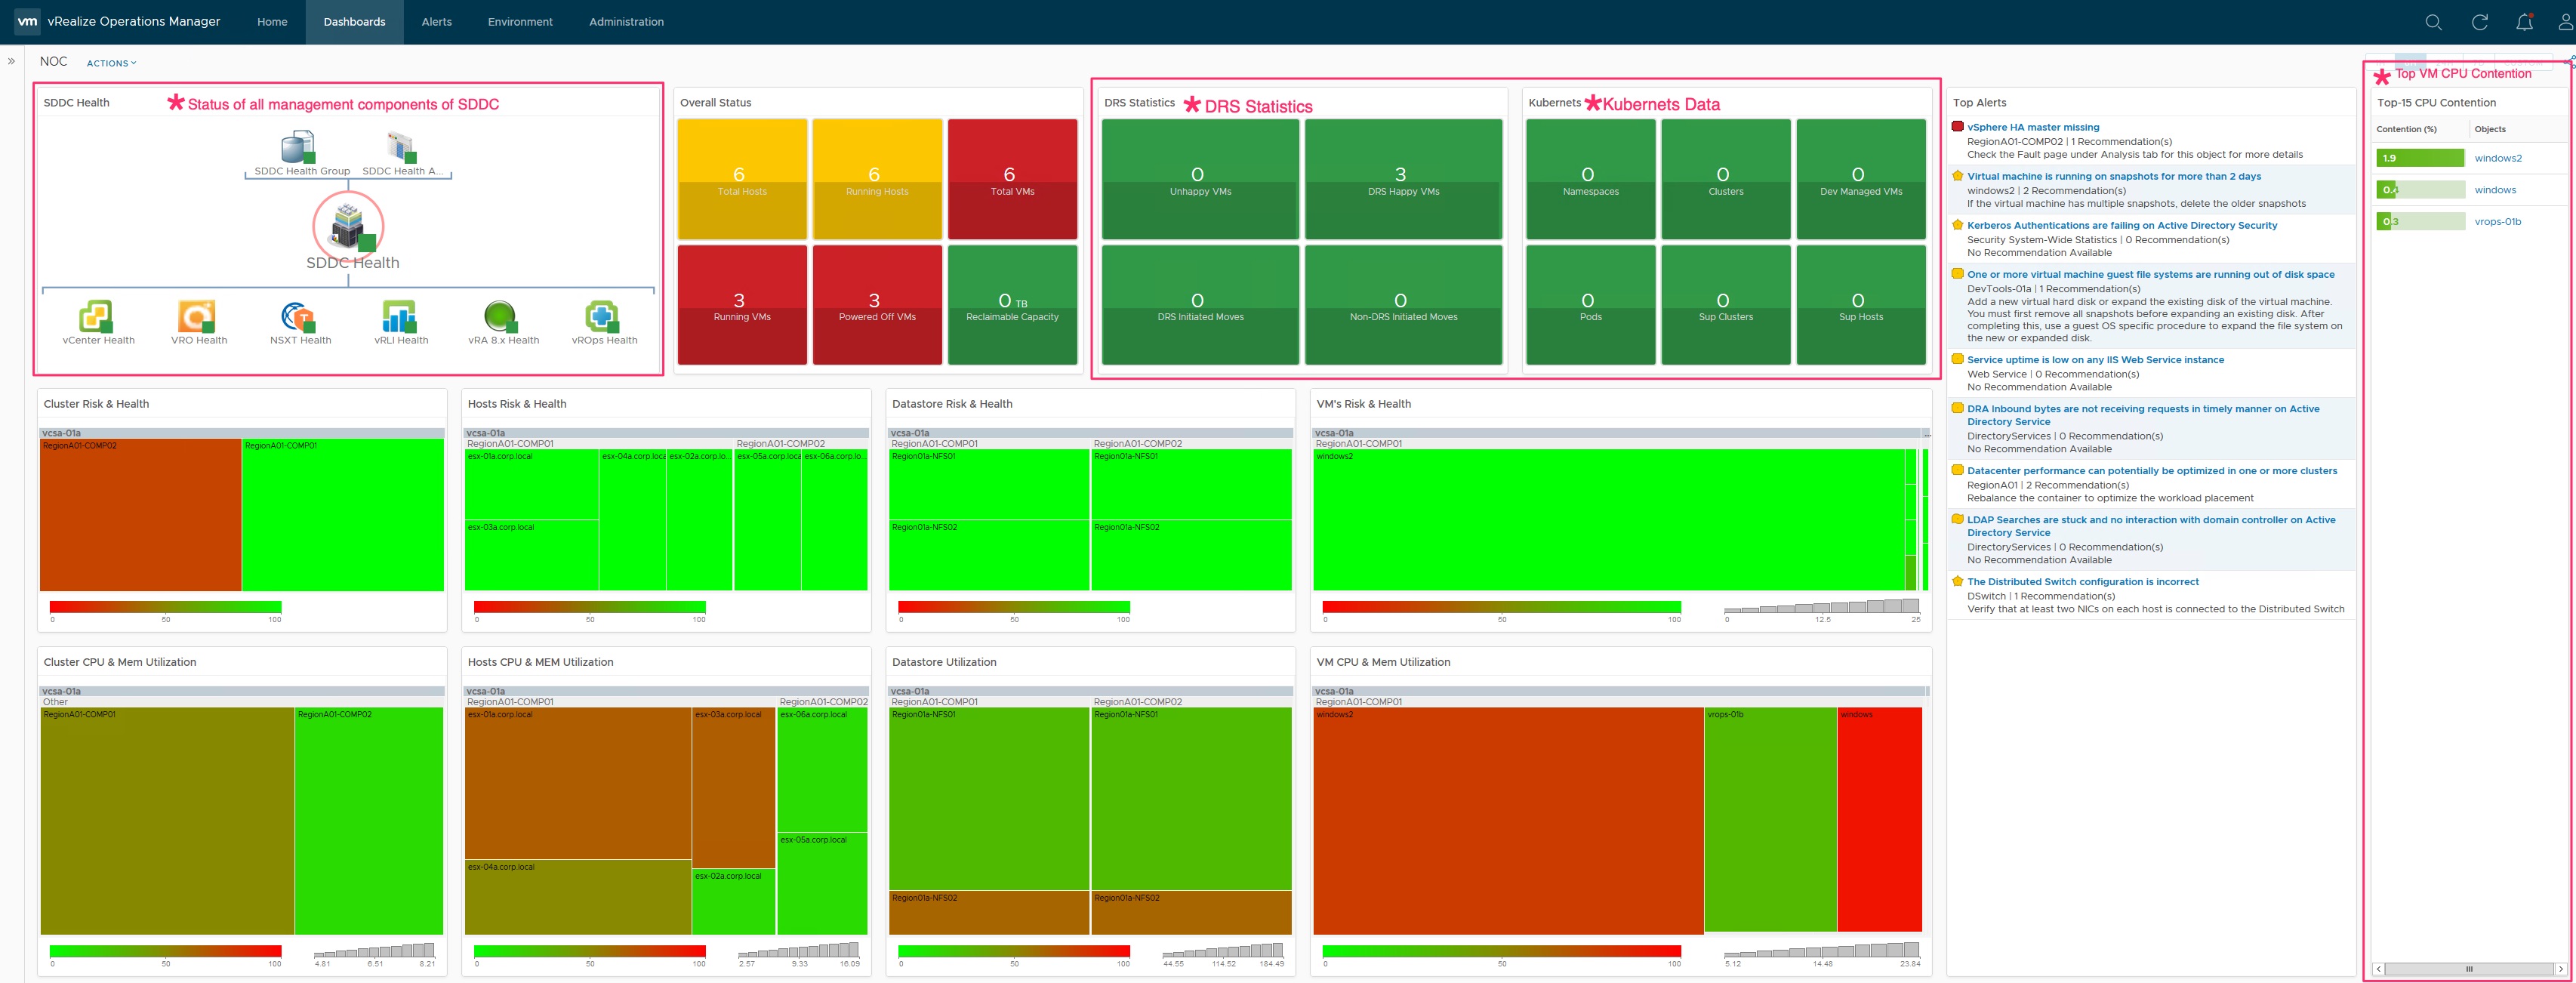 vm vRealize Operations Manager Home Dashboards Alerts Environment Administration
NOC ACTIONS
SDDC Health
Status of all management components of SDDC
SDDC Health Group SDDC Health A...
SDDC Health
vCenter Health VRO Health NSXT Health vRLI Health vRA 8.x Health vROps Health
Overall Status
6
Total Hosts
6
Running Hosts
6
Total VMs
3
Running VMs
3
Powered Off VMs
0 TB
Reclaimable Capacity
DRS Statistics
DRS Statistics
0
Unhappy VMs
3
DRS Happy VMs
0
DRS Initiated Moves
0
Non-DRS Initiated Moves
Kubernetes
Kubernets Data
0
Namespaces
0
Clusters
0
Dev Managed VMs
0
Pods
0
Sup Clusters
0
Sup Hosts
Top Alerts
vSphere HA master missing
RegionA01-COMP02 | 1 Recommendation(s)
Check the Fault page under Analysis tab for this object for more details
Virtual machine is running on snapshots for more than 2 days
windows2 | 2 Recommendation(s)
If the virtual machine has multiple snapshots, delete the older snapshots
Kerberos Authentications are failing on Active Directory Security
Security System-Wide Statistics | 0 Recommendation(s)
No Recommendation Available
One or more virtual machine guest file systems are running out of disk space
DevTools-01a | 1 Recommendation(s)
Add a new virtual hard disk or expand the existing disk of the virtual machine.
You must first remove all snapshots before expanding an existing disk. After
completing this, use a guest OS specific procedure to expand the file system on
the new or expanded disk.
Service uptime is low on any IIS Web Service instance
Web Service | 0 Recommendation(s)
No Recommendation Available
DRA Inbound bytes are not receiving requests in timely manner on Active
Directory Service
DirectoryServices | 0 Recommendation(s)
No Recommendation Available
Datacenter performance can potentially be optimized in one or more clusters
RegionA01 | 2 Recommendation(s)
Rebalance the container to optimize the workload placement
LDAP Searches are stuck and no interaction with domain controller on Active
Directory Service
DirectoryServices | 0 Recommendation(s)
No Recommendation Available
The Distributed Switch configuration is incorrect
DSwitch | 1 Recommendation(s)
Verify that at least two NICs on each host is connected to the Distributed Switch
Top VM CPU Contention
Top-15 CPU Contention
Contention (%) Objects
1.9 windows2
0.4 windows
0.3 vrops-01b
Cluster Risk & Health
vcsa-01a
RegionA01-COMP02 RegionA01-COMP01
0 50 100
Hosts Risk & Health
vcsa-01a
RegionA01-COMP01 RegionA01-COMP02
esx-01a.corp.local esx-04a.corp.loca esx-02a.corp.lo... esx-05a.corp.loca esx-06a.corp.lo...
esx-03a.corp.local
0 50 100
Datastore Risk & Health
vcsa-01a
RegionA01-COMP01 RegionA01-COMP02
Region01a-NFS01 Region01a-NFS01
Region01a-NFS02 Region01a-NFS02
0 50 100
VM's Risk & Health
vcsa-01a ...
RegionA01-COMP01
windows2
0 50 100 0 12.5 25
Cluster CPU & Mem Utilization
vcsa-01a
Other
RegionA01-COMP01 RegionA01-COMP02
0 50 100 4.81 6.51 8.21
Hosts CPU & MEM Utilization
vcsa-01a
RegionA01-COMP01 RegionA01-COMP02
esx-01a.corp.local esx-03a.corp.local esx-06a.corp.local
esx-05a.corp.local
esx-04a.corp.local
esx-02a.corp.local
0 50 100 2.57 9.33 16.09
Datastore Utilization
vcsa-01a
RegionA01-COMP01 RegionA01-COMP02
Region01a-NFS01 Region01a-NFS01
Region01a-NFS02 Region01a-NFS02
0 50 100 44.56 114.52 184.49
VM CPU & Mem Utilization
vcsa-01a
RegionA01-COMP01
windows2 vrops-01b windows
0 50 100 5.12 14.48 23.84